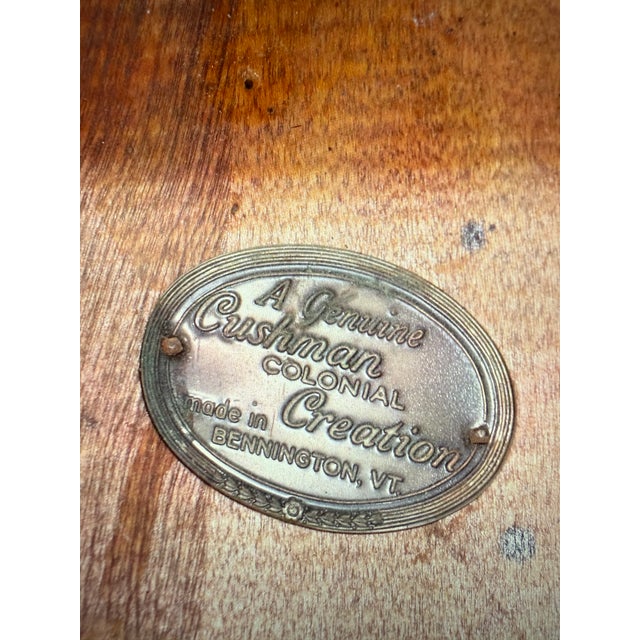 A Genuine
Cushman
COLONIAL
Creation
made in
BENNINGTON, VT.